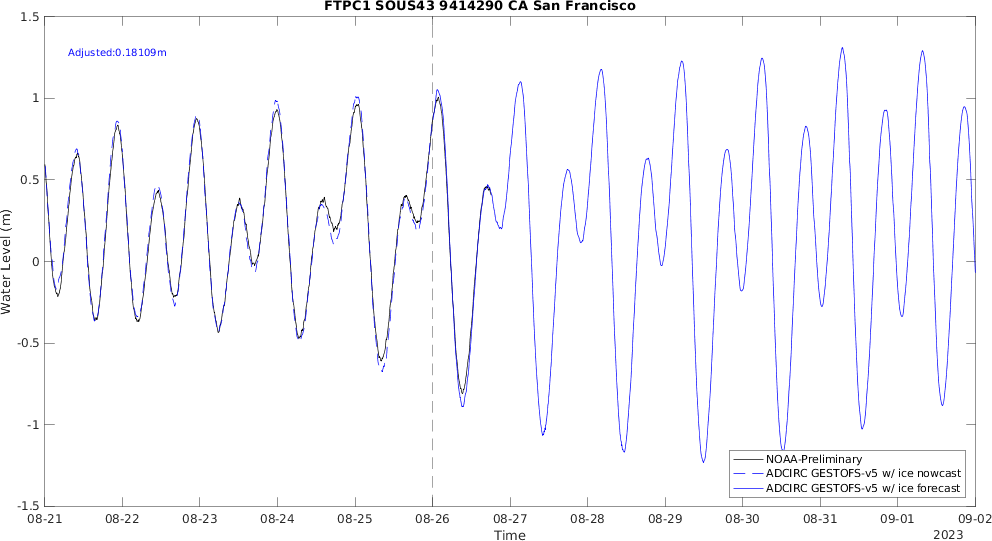 FTPC1 SOUS43 9414290 CA San Francisco
Adjusted:0.18109m
1.5
1
0.5
0
-0.5
-1
-1.5
Water Level (m)
NOAA-Preliminary
ADCIRC GESTOFS-v5 w/ ice nowcast
ADCIRC GESTOFS-v5 w/ ice forecast
08-21 08-22 08-23 08-24 08-25 08-26 08-27 08-28 08-29 08-30 08-31 09-01 09-02
Time
2023